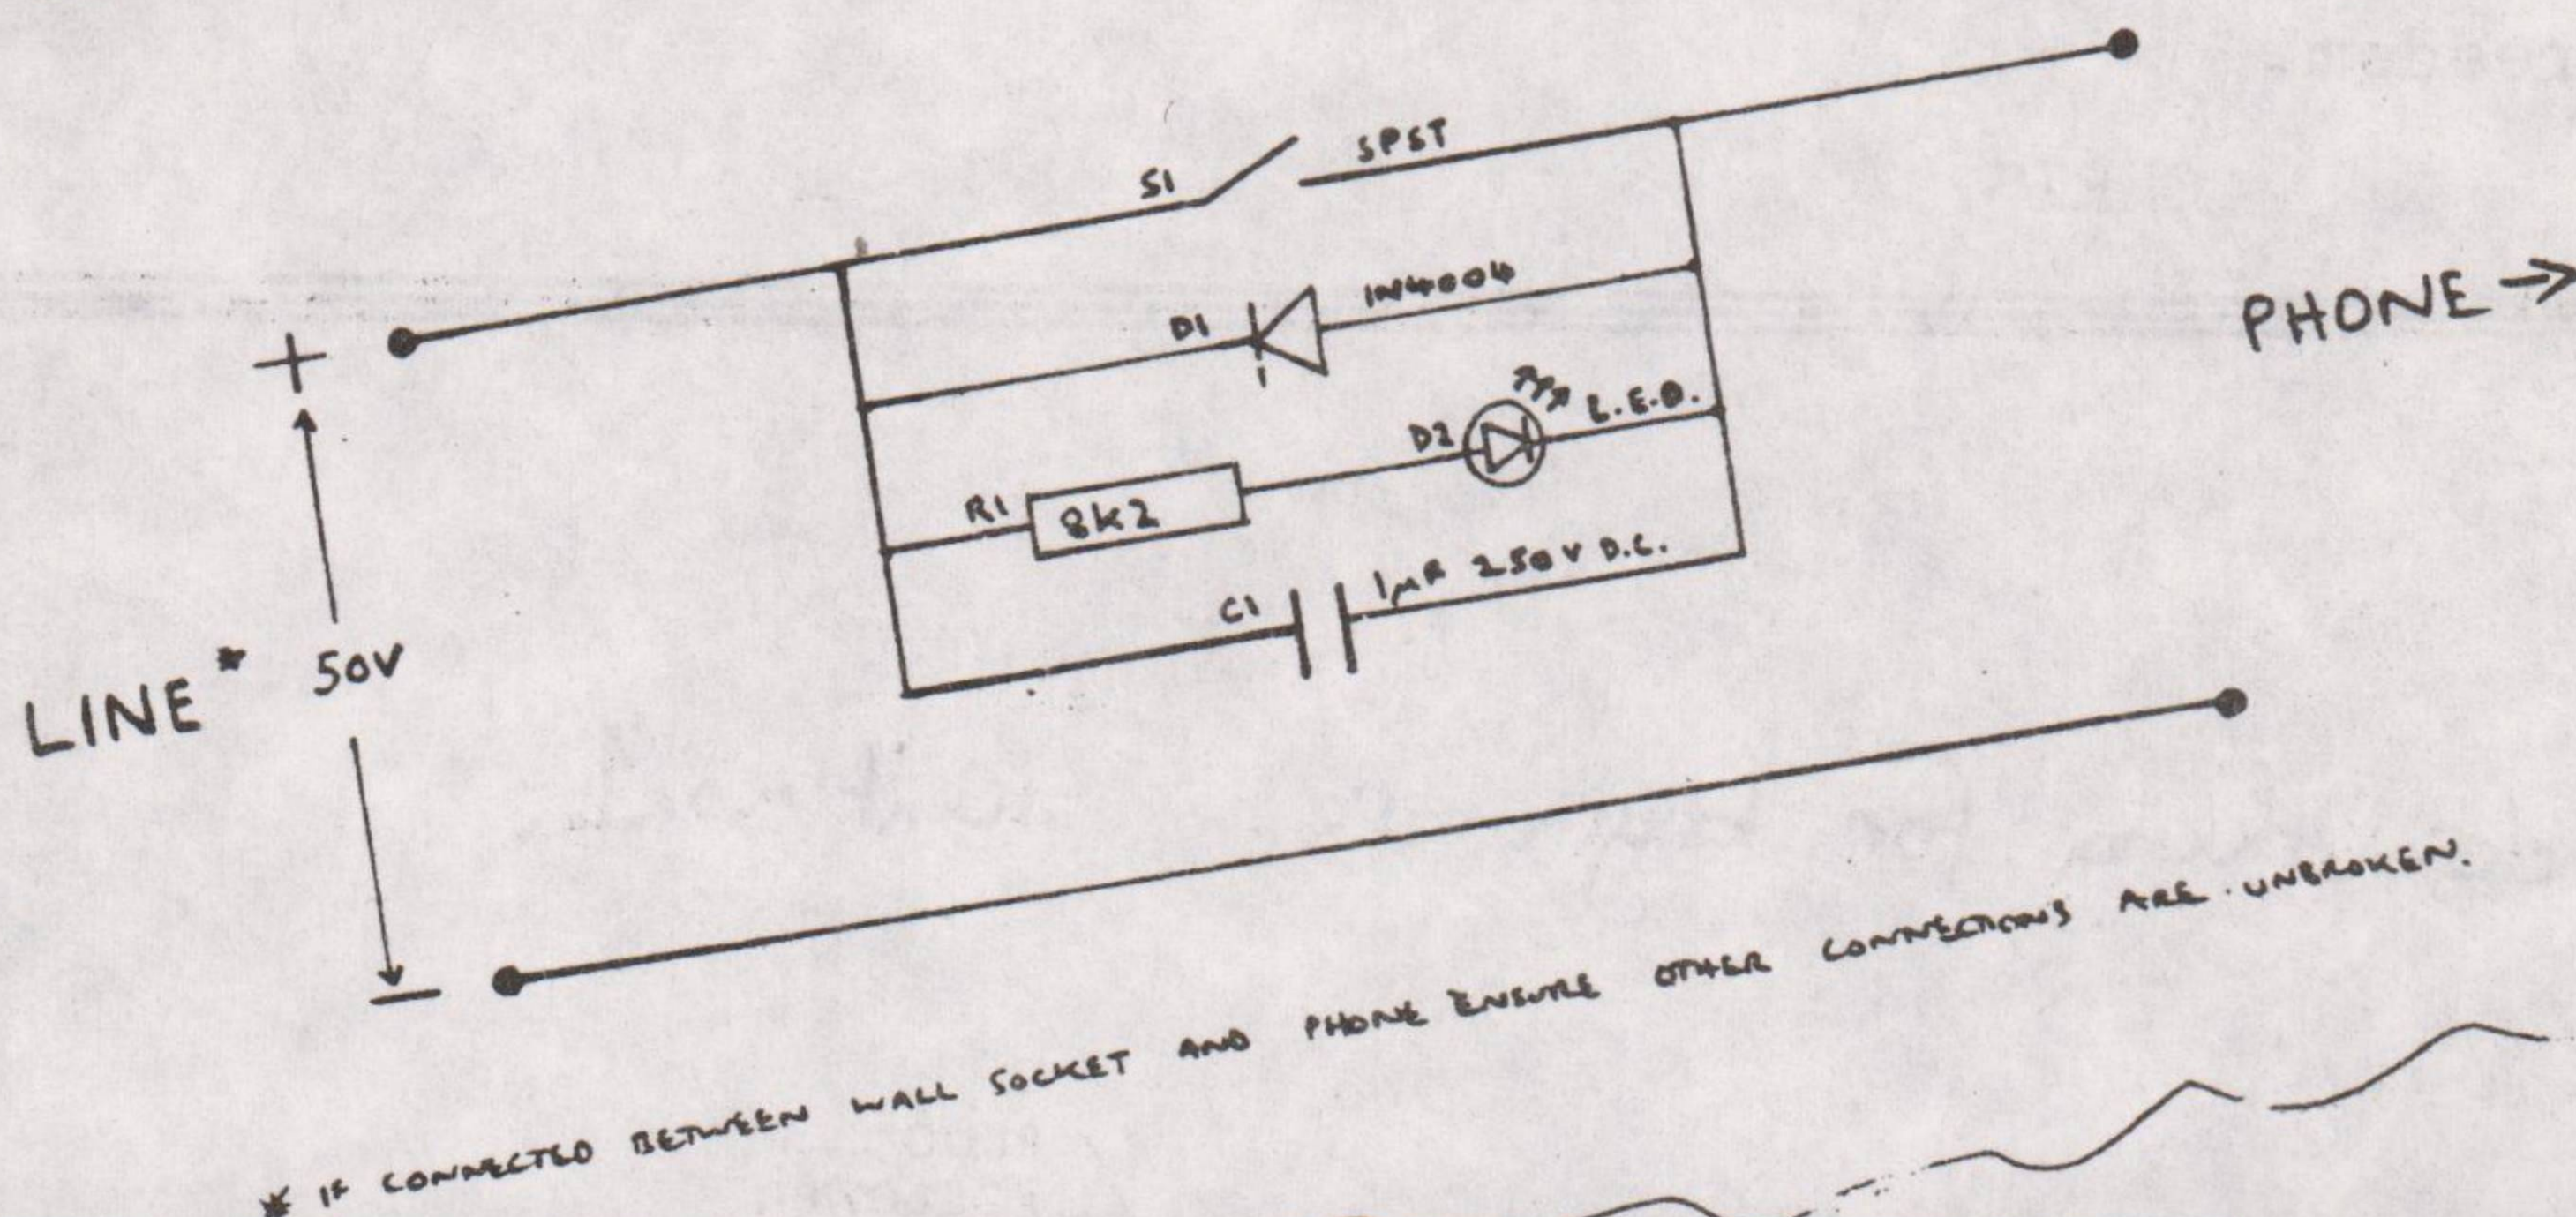 S1 SPST
+
D1 1N4004
PHONE →
D2 L.E.D.
R1 8K2
LINE* 50V
C1 1µF 250V D.C.
—
* IF CONNECTED BETWEEN WALL SOCKET AND PHONE ENSURE OTHER CONNECTIONS ARE UNBROKEN.